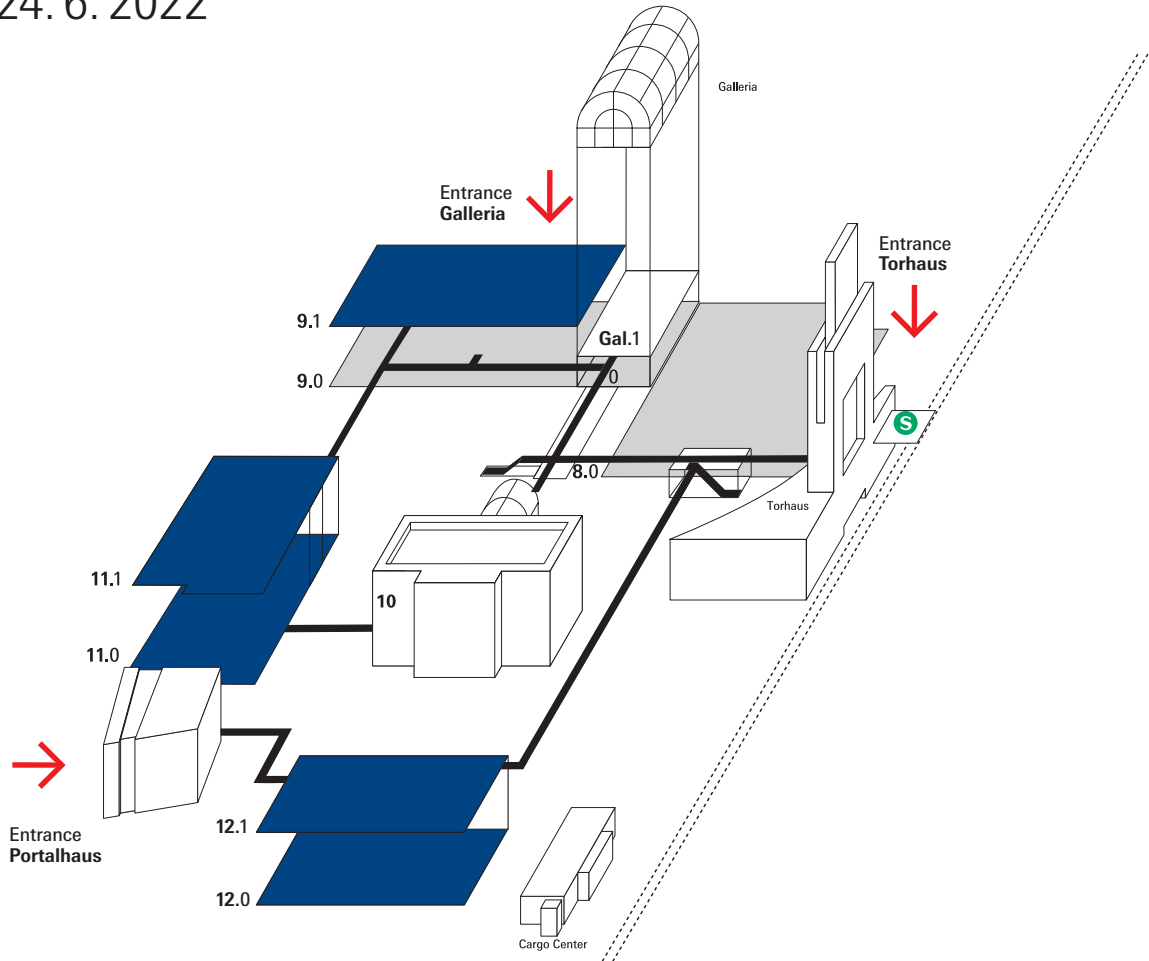 24. 6. 2022
Galleria
Entrance
Galleria
Entrance
Torhaus
9.1
Gal.1
9.0
0
S
8.0
Torhaus
11.1
10
11.0
12.1
Entrance
Portalhaus
12.0
Cargo Center